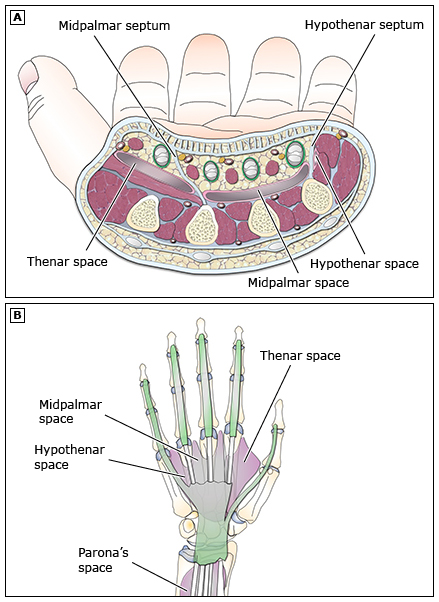 A
Midpalmar septum
Hypothenar septum
Thenar space
Hypothenar space
Midpalmar space
B
Thenar space
Midpalmar
space
Hypothenar
space
Parona's
space